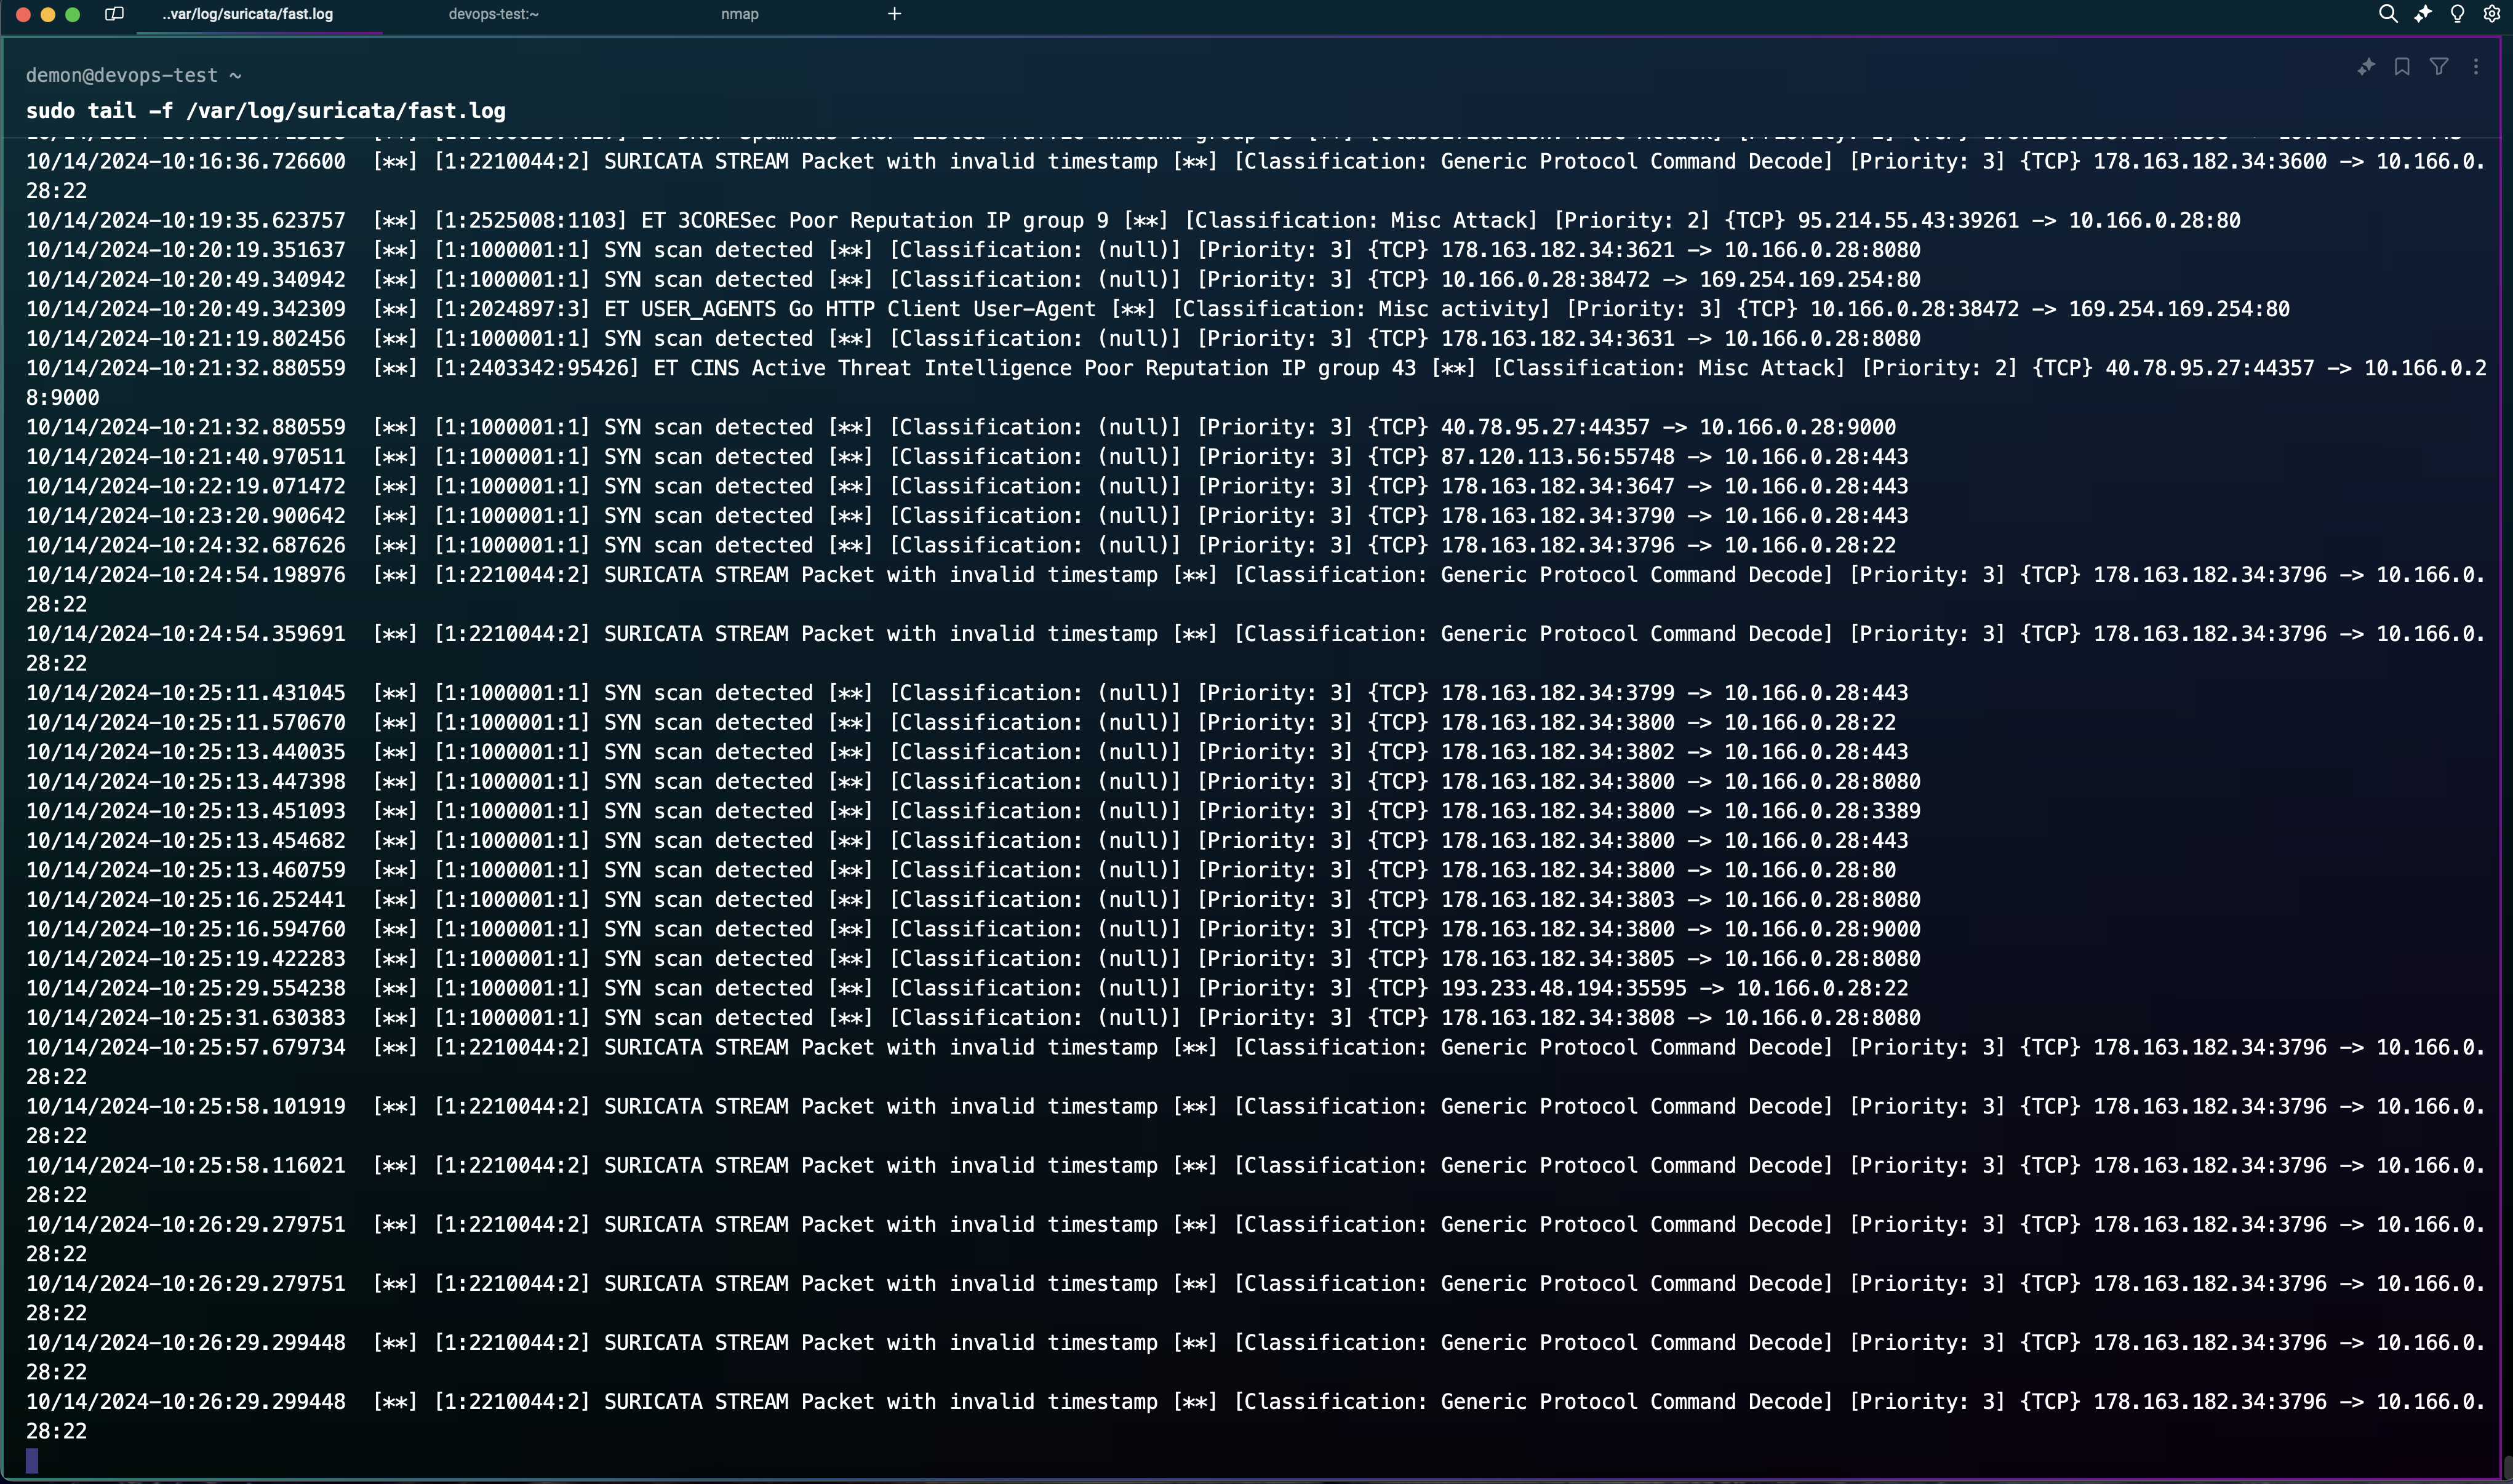 ..var/log/suricata/fast.log devops-test:~ nmap +
demon@devops-test ~
sudo tail -f /var/log/suricata/fast.log
10/14/2024-10:16:36.726600 [**] [1:2210044:2] SURICATA STREAM Packet with invalid timestamp [**] [Classification: Generic Protocol Command Decode] [Priority: 3] {TCP} 178.163.182.34:3600 -> 10.166.0.
28:22
10/14/2024-10:19:35.623757 [**] [1:2525008:1103] ET 3CORESec Poor Reputation IP group 9 [**] [Classification: Misc Attack] [Priority: 2] {TCP} 95.214.55.43:39261 -> 10.166.0.28:80
10/14/2024-10:20:19.351637 [**] [1:1000001:1] SYN scan detected [**] [Classification: (null)] [Priority: 3] {TCP} 178.163.182.34:3621 -> 10.166.0.28:8080
10/14/2024-10:20:49.340942 [**] [1:1000001:1] SYN scan detected [**] [Classification: (null)] [Priority: 3] {TCP} 10.166.0.28:38472 -> 169.254.169.254:80
10/14/2024-10:20:49.342309 [**] [1:2024897:3] ET USER_AGENTS Go HTTP Client User-Agent [**] [Classification: Misc activity] [Priority: 3] {TCP} 10.166.0.28:38472 -> 169.254.169.254:80
10/14/2024-10:21:19.802456 [**] [1:1000001:1] SYN scan detected [**] [Classification: (null)] [Priority: 3] {TCP} 178.163.182.34:3631 -> 10.166.0.28:8080
10/14/2024-10:21:32.880559 [**] [1:2403342:95426] ET CINS Active Threat Intelligence Poor Reputation IP group 43 [**] [Classification: Misc Attack] [Priority: 2] {TCP} 40.78.95.27:44357 -> 10.166.0.2
8:9000
10/14/2024-10:21:32.880559 [**] [1:1000001:1] SYN scan detected [**] [Classification: (null)] [Priority: 3] {TCP} 40.78.95.27:44357 -> 10.166.0.28:9000
10/14/2024-10:21:40.970511 [**] [1:1000001:1] SYN scan detected [**] [Classification: (null)] [Priority: 3] {TCP} 87.120.113.56:55748 -> 10.166.0.28:443
10/14/2024-10:22:19.071472 [**] [1:1000001:1] SYN scan detected [**] [Classification: (null)] [Priority: 3] {TCP} 178.163.182.34:3647 -> 10.166.0.28:443
10/14/2024-10:23:20.900642 [**] [1:1000001:1] SYN scan detected [**] [Classification: (null)] [Priority: 3] {TCP} 178.163.182.34:3790 -> 10.166.0.28:443
10/14/2024-10:24:32.687626 [**] [1:1000001:1] SYN scan detected [**] [Classification: (null)] [Priority: 3] {TCP} 178.163.182.34:3796 -> 10.166.0.28:22
10/14/2024-10:24:54.198976 [**] [1:2210044:2] SURICATA STREAM Packet with invalid timestamp [**] [Classification: Generic Protocol Command Decode] [Priority: 3] {TCP} 178.163.182.34:3796 -> 10.166.0.
28:22
10/14/2024-10:24:54.359691 [**] [1:2210044:2] SURICATA STREAM Packet with invalid timestamp [**] [Classification: Generic Protocol Command Decode] [Priority: 3] {TCP} 178.163.182.34:3796 -> 10.166.0.
28:22
10/14/2024-10:25:11.431045 [**] [1:1000001:1] SYN scan detected [**] [Classification: (null)] [Priority: 3] {TCP} 178.163.182.34:3799 -> 10.166.0.28:443
10/14/2024-10:25:11.570670 [**] [1:1000001:1] SYN scan detected [**] [Classification: (null)] [Priority: 3] {TCP} 178.163.182.34:3800 -> 10.166.0.28:22
10/14/2024-10:25:13.440035 [**] [1:1000001:1] SYN scan detected [**] [Classification: (null)] [Priority: 3] {TCP} 178.163.182.34:3802 -> 10.166.0.28:443
10/14/2024-10:25:13.447398 [**] [1:1000001:1] SYN scan detected [**] [Classification: (null)] [Priority: 3] {TCP} 178.163.182.34:3800 -> 10.166.0.28:8080
10/14/2024-10:25:13.451093 [**] [1:1000001:1] SYN scan detected [**] [Classification: (null)] [Priority: 3] {TCP} 178.163.182.34:3800 -> 10.166.0.28:3389
10/14/2024-10:25:13.454682 [**] [1:1000001:1] SYN scan detected [**] [Classification: (null)] [Priority: 3] {TCP} 178.163.182.34:3800 -> 10.166.0.28:443
10/14/2024-10:25:13.460759 [**] [1:1000001:1] SYN scan detected [**] [Classification: (null)] [Priority: 3] {TCP} 178.163.182.34:3800 -> 10.166.0.28:80
10/14/2024-10:25:16.252441 [**] [1:1000001:1] SYN scan detected [**] [Classification: (null)] [Priority: 3] {TCP} 178.163.182.34:3803 -> 10.166.0.28:8080
10/14/2024-10:25:16.594760 [**] [1:1000001:1] SYN scan detected [**] [Classification: (null)] [Priority: 3] {TCP} 178.163.182.34:3800 -> 10.166.0.28:9000
10/14/2024-10:25:19.422283 [**] [1:1000001:1] SYN scan detected [**] [Classification: (null)] [Priority: 3] {TCP} 178.163.182.34:3805 -> 10.166.0.28:8080
10/14/2024-10:25:29.554238 [**] [1:1000001:1] SYN scan detected [**] [Classification: (null)] [Priority: 3] {TCP} 193.233.48.194:35595 -> 10.166.0.28:22
10/14/2024-10:25:31.630383 [**] [1:1000001:1] SYN scan detected [**] [Classification: (null)] [Priority: 3] {TCP} 178.163.182.34:3808 -> 10.166.0.28:8080
10/14/2024-10:25:57.679734 [**] [1:2210044:2] SURICATA STREAM Packet with invalid timestamp [**] [Classification: Generic Protocol Command Decode] [Priority: 3] {TCP} 178.163.182.34:3796 -> 10.166.0.
28:22
10/14/2024-10:25:58.101919 [**] [1:2210044:2] SURICATA STREAM Packet with invalid timestamp [**] [Classification: Generic Protocol Command Decode] [Priority: 3] {TCP} 178.163.182.34:3796 -> 10.166.0.
28:22
10/14/2024-10:25:58.116021 [**] [1:2210044:2] SURICATA STREAM Packet with invalid timestamp [**] [Classification: Generic Protocol Command Decode] [Priority: 3] {TCP} 178.163.182.34:3796 -> 10.166.0.
28:22
10/14/2024-10:26:29.279751 [**] [1:2210044:2] SURICATA STREAM Packet with invalid timestamp [**] [Classification: Generic Protocol Command Decode] [Priority: 3] {TCP} 178.163.182.34:3796 -> 10.166.0.
28:22
10/14/2024-10:26:29.279751 [**] [1:2210044:2] SURICATA STREAM Packet with invalid timestamp [**] [Classification: Generic Protocol Command Decode] [Priority: 3] {TCP} 178.163.182.34:3796 -> 10.166.0.
28:22
10/14/2024-10:26:29.299448 [**] [1:2210044:2] SURICATA STREAM Packet with invalid timestamp [**] [Classification: Generic Protocol Command Decode] [Priority: 3] {TCP} 178.163.182.34:3796 -> 10.166.0.
28:22
10/14/2024-10:26:29.299448 [**] [1:2210044:2] SURICATA STREAM Packet with invalid timestamp [**] [Classification: Generic Protocol Command Decode] [Priority: 3] {TCP} 178.163.182.34:3796 -> 10.166.0.
28:22